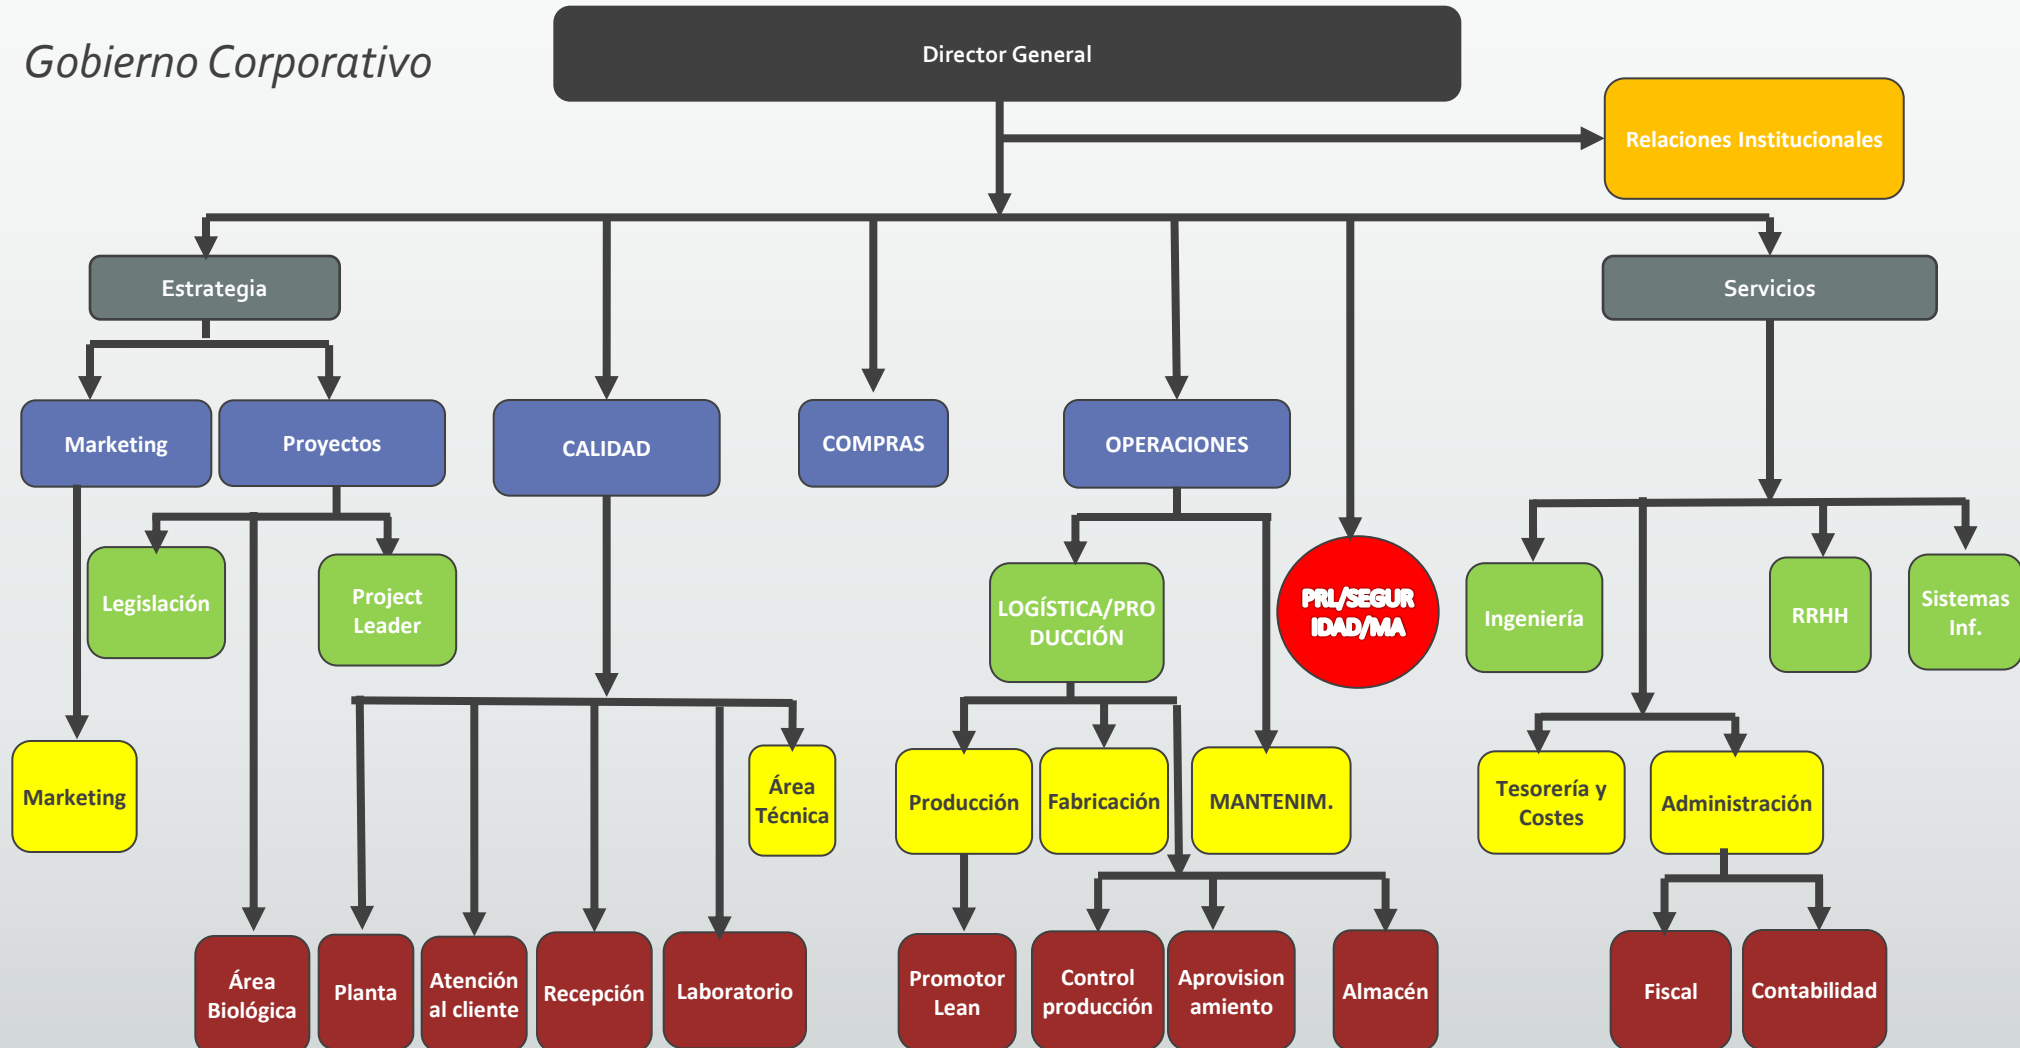 Gobierno Corporativo
Director General
Relaciones Institucionales
Estrategia
Servicios
Marketing
Proyectos
CALIDAD
COMPRAS
OPERACIONES
Legislación
Project
Leader
LOGÍSTICA/PRO
DUCCIÓN
PRL/SEGUR
IDAD/MA
Ingeniería
RRHH
Sistemas
Inf.
Marketing
Área
Técnica
Producción
Fabricación
MANTENIM.
Tesorería y
Costes
Administración
Área
Biológica
Planta
Atención
al cliente
Recepción
Laboratorio
Promotor
Lean
Control
producción
Aprovision
amiento
Almacén
Fiscal
Contabilidad